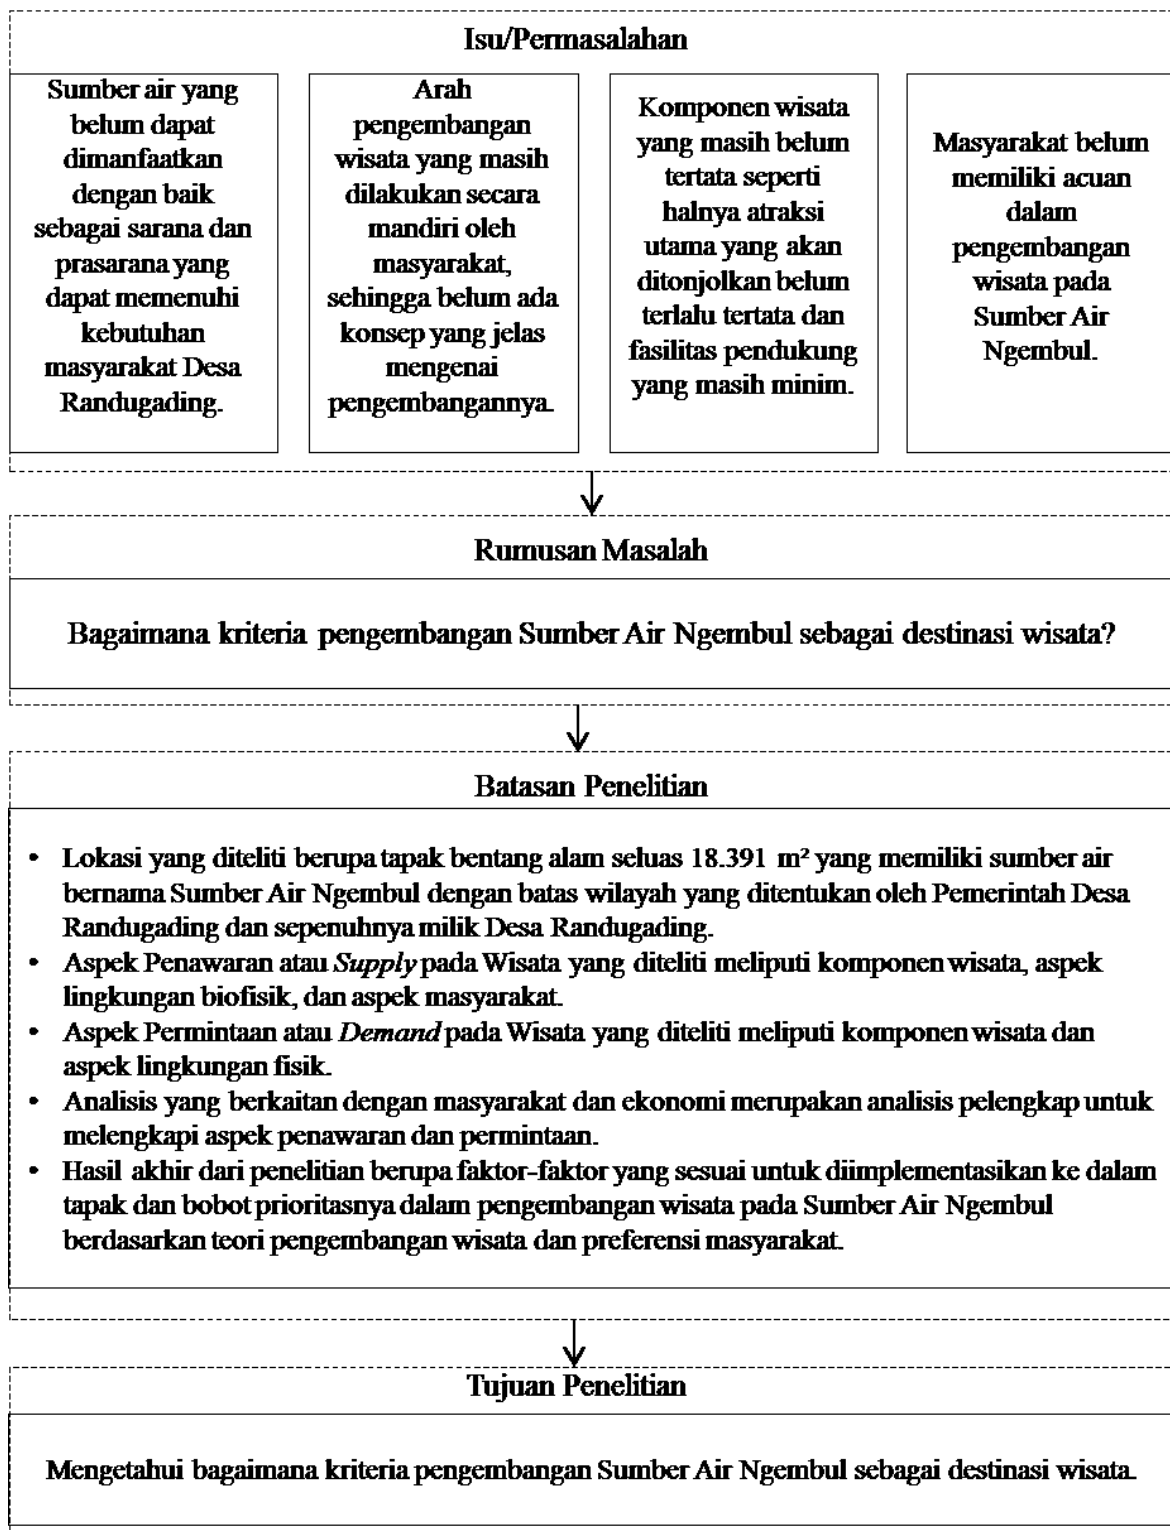 Isu/Permasalahan
Sumber air yang
belum dapat
dimanfaatkan
dengan baik
sebagai sarana dan
prasarana yang
dapat memenuhi
kebutuhan
masyarakat Desa
Randugading.
Arah
pengembangan
wisata yang masih
dilakukan secara
mandiri oleh
masyarakat,
sehingga belum ada
konsep yang jelas
mengenai
pengembangannya.
Komponen wisata
yang masih belum
tertata seperti
halnya atraksi
utama yang akan
ditonjolkan belum
terlalu tertata dan
fasilitas pendukung
yang masih minim.
Masyarakat belum
memiliki acuan
dalam
pengembangan
wisata pada
Sumber Air
Ngembul.
Rumusan Masalah
Bagaimana kriteria pengembangan Sumber Air Ngembul sebagai destinasi wisata?
Batasan Penelitian
• Lokasi yang diteliti berupa tapak bentang alam seluas 18.391 m² yang memiliki sumber air
bernama Sumber Air Ngembul dengan batas wilayah yang ditentukan oleh Pemerintah Desa
Randugading dan sepenuhnya milik Desa Randugading.
• Aspek Penawaran atau Supply pada Wisata yang diteliti meliputi komponen wisata, aspek
lingkungan biofisik, dan aspek masyarakat.
• Aspek Permintaan atau Demand pada Wisata yang diteliti meliputi komponen wisata dan
aspek lingkungan fisik.
• Analisis yang berkaitan dengan masyarakat dan ekonomi merupakan analisis pelengkap untuk
melengkapi aspek penawaran dan permintaan.
• Hasil akhir dari penelitian berupa faktor-faktor yang sesuai untuk diimplementasikan ke dalam
tapak dan bobot prioritasnya dalam pengembangan wisata pada Sumber Air Ngembul
berdasarkan teori pengembangan wisata dan preferensi masyarakat.
Tujuan Penelitian
Mengetahui bagaimana kriteria pengembangan Sumber Air Ngembul sebagai destinasi wisata.